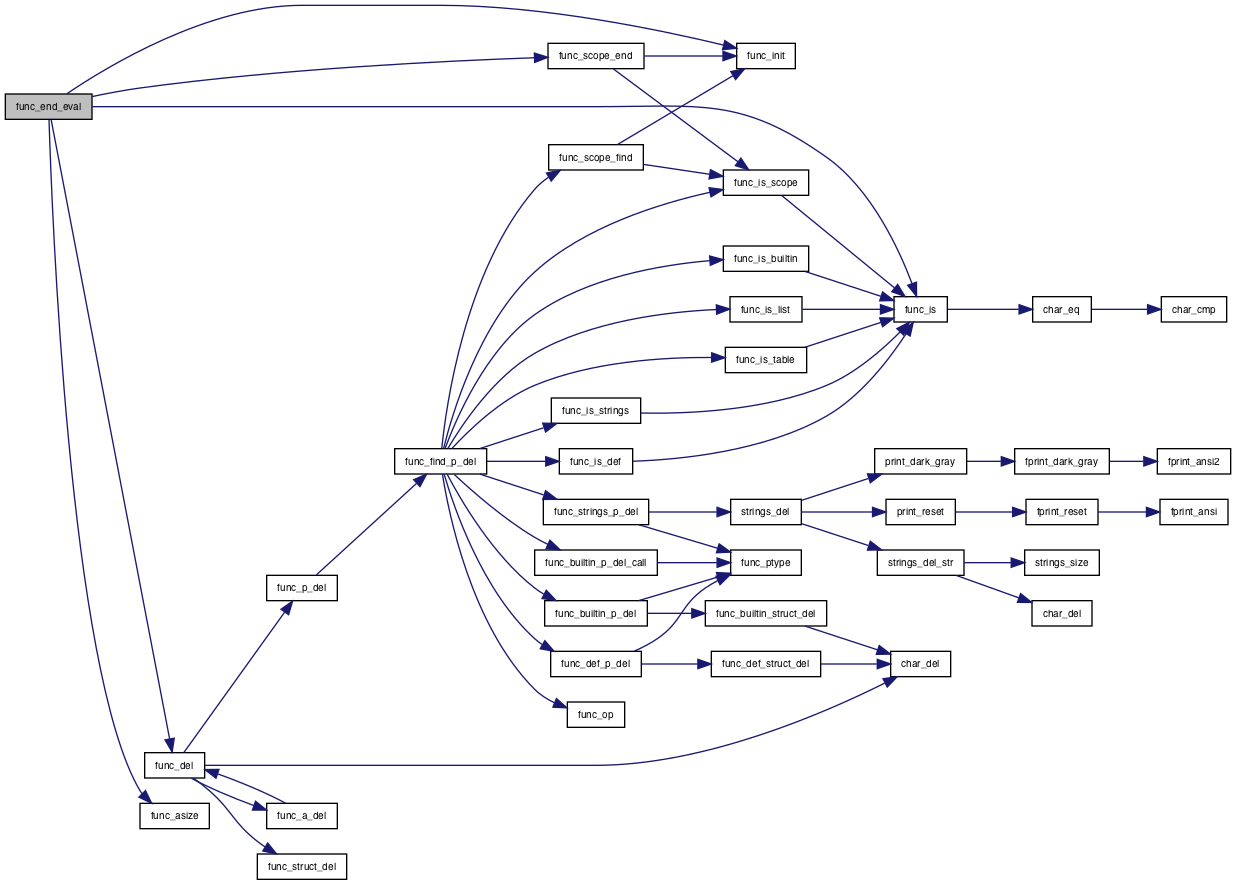 func_scope_end
func_init
func_end_eval
func_scope_find
func_is_scope
func_is_builtin
func_is_list
func_is
char_eq
char_cmp
func_is_table
func_is_strings
func_find_p_del
func_is_def
print_dark_gray
fprint_dark_gray
fprint_ansi2
func_strings_p_del
strings_del
print_reset
fprint_reset
fprint_ansi
func_builtin_p_del_call
func_ptype
strings_del_str
strings_size
func_p_del
func_builtin_p_del
func_builtin_struct_del
char_del
func_def_p_del
func_def_struct_del
char_del
func_op
func_del
func_asize
func_a_del
func_struct_del